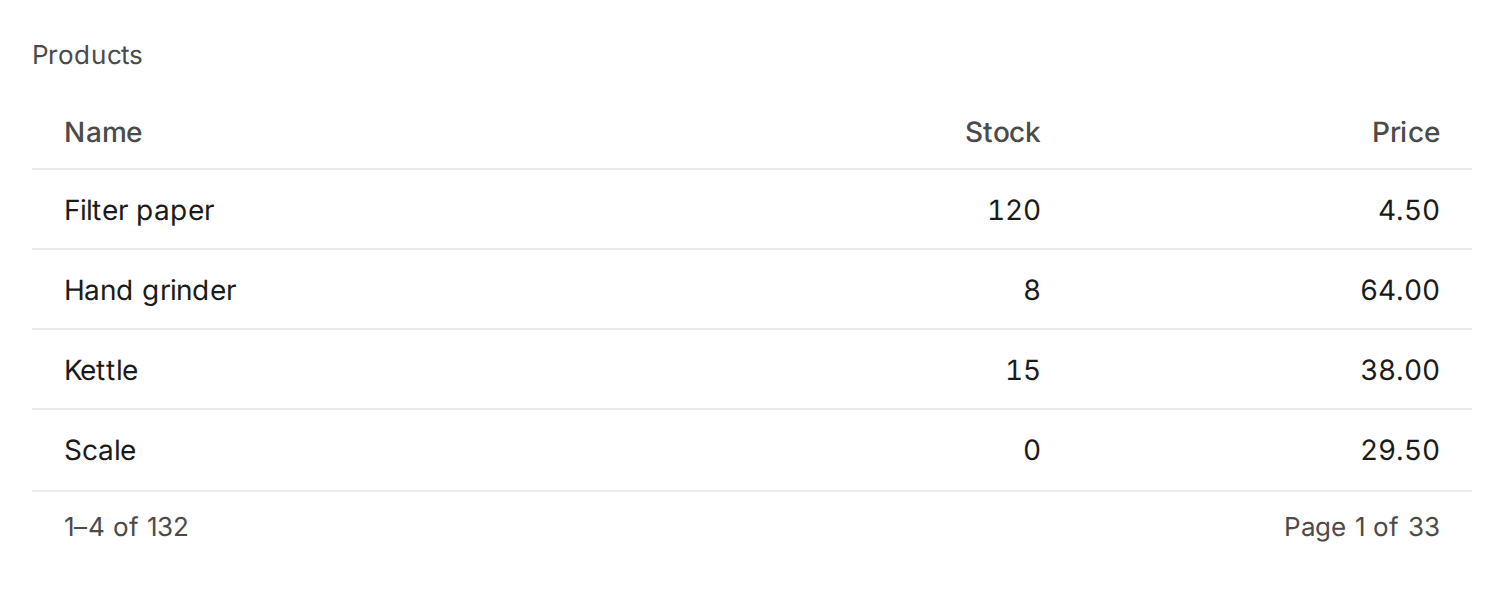 Products
Name Stock Price
Filter paper 120 4.50
Hand grinder 8 64.00
Kettle 15 38.00
Scale 0 29.50
1–4 of 132 Page 1 of 33